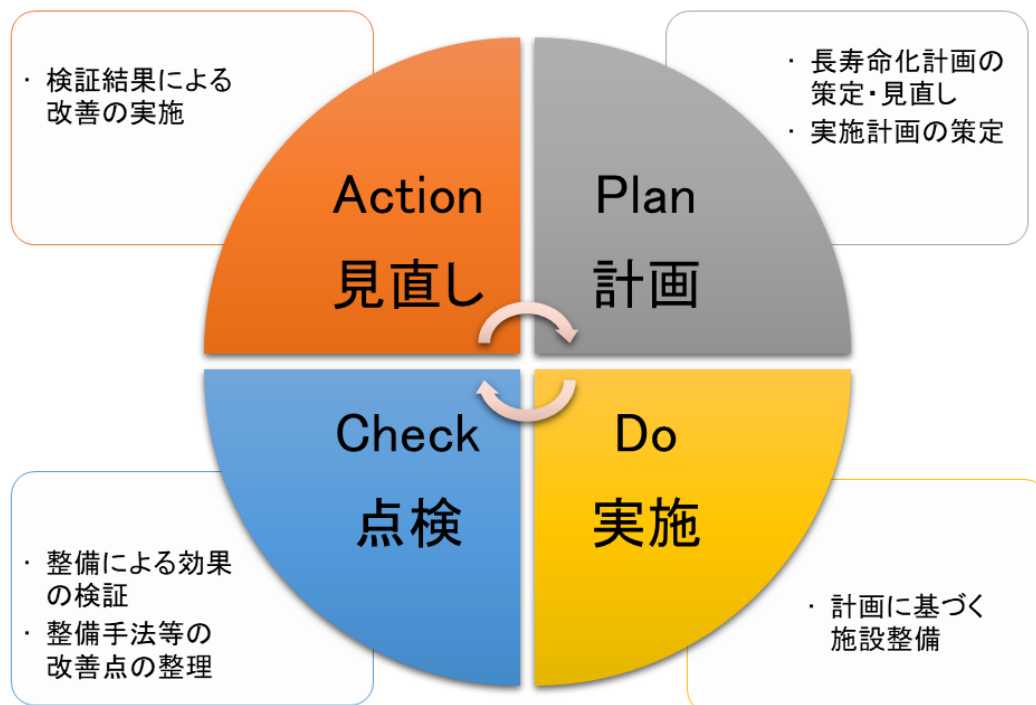 ・ 検証結果による
改善の実施
Action
見直し
Plan
計画
・ 長寿命化計画の
策定・見直し
・ 実施計画の策定
Check
点検
・ 整備による効果
の検証
・ 整備手法等の
改善点の整理
Do
実施
・ 計画に基づく
施設整備